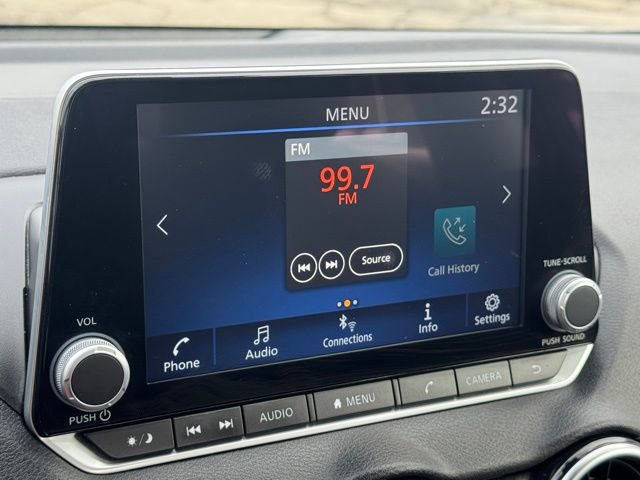 MENU 2:32
FM
99.7
FM
Source
Call History
Phone Audio Connections Info Settings
VOL
PUSH
TUNE·SCROLL
PUSH SOUND
AUDIO MENU CAMERA